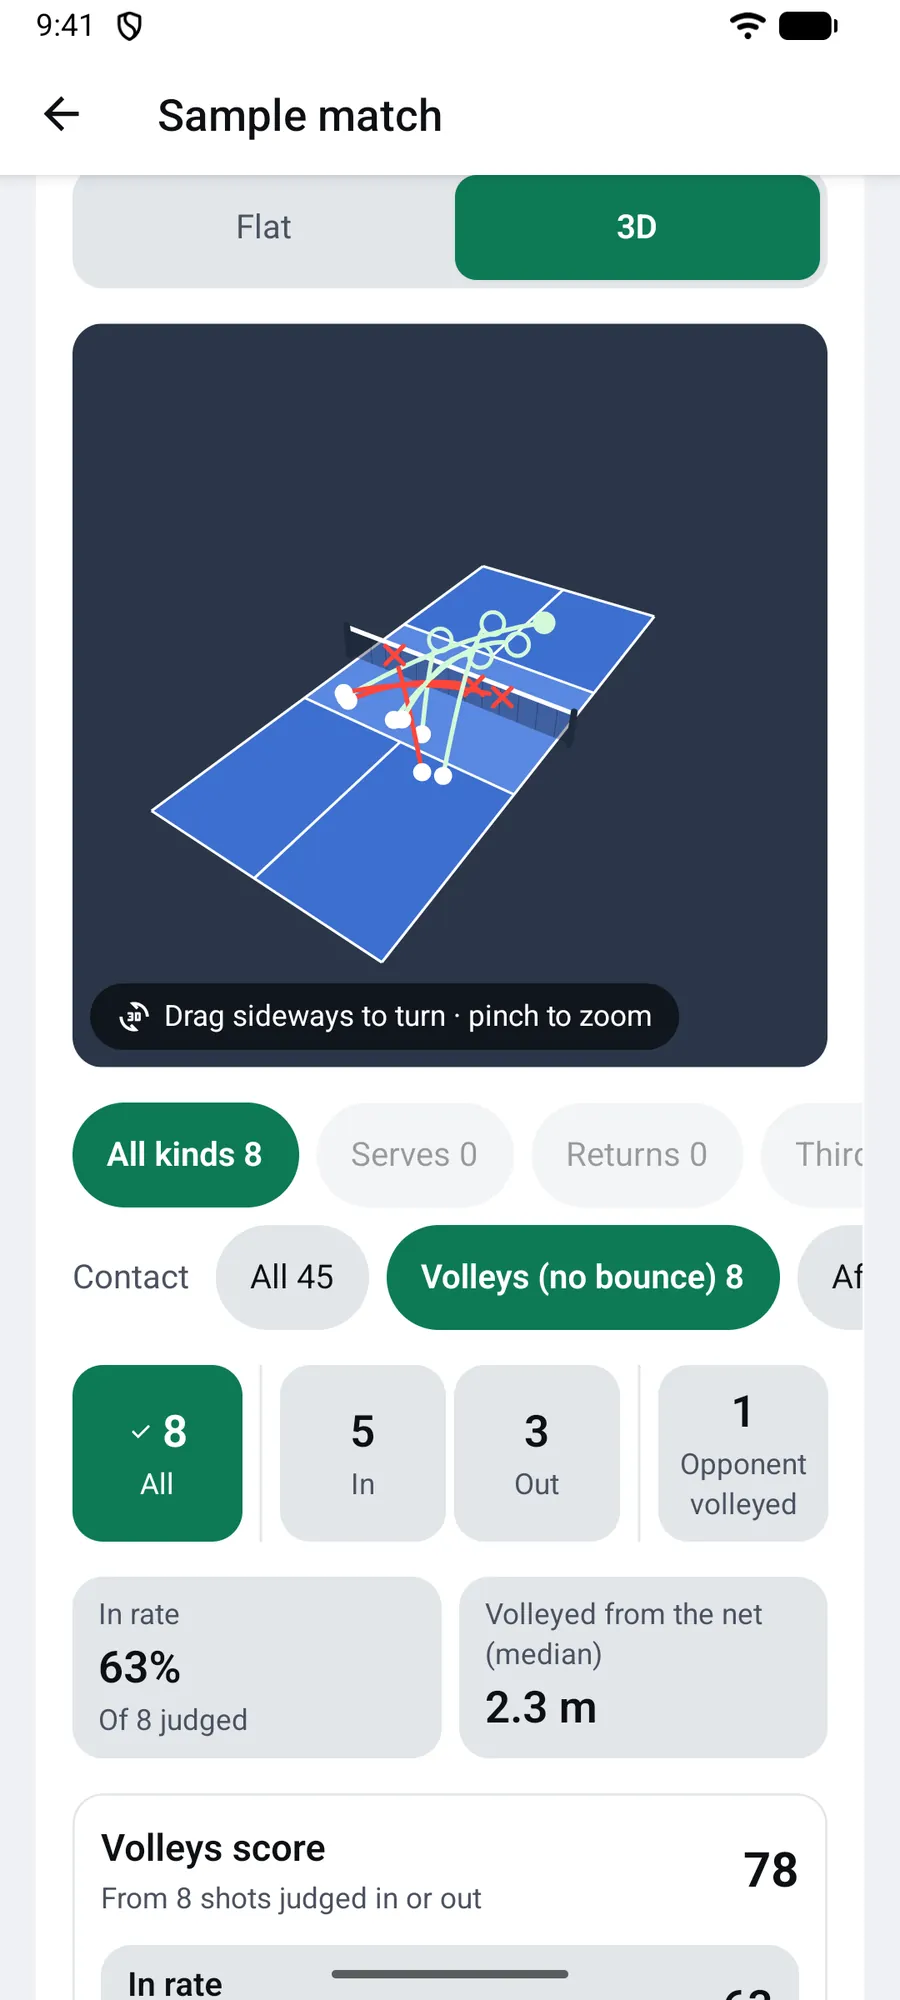 9:41
Sample match
Flat
3D
Drag sideways to turn · pinch to zoom
All kinds 8
Serves 0
Returns 0
Contact
All 45
Volleys (no bounce) 8
8
All
5
In
3
Out
1
Opponent
volleyed
In rate
63%
Of 8 judged
Volleyed from the net
(median)
2.3 m
Volleys score
From 8 shots judged in or out
78
In rate